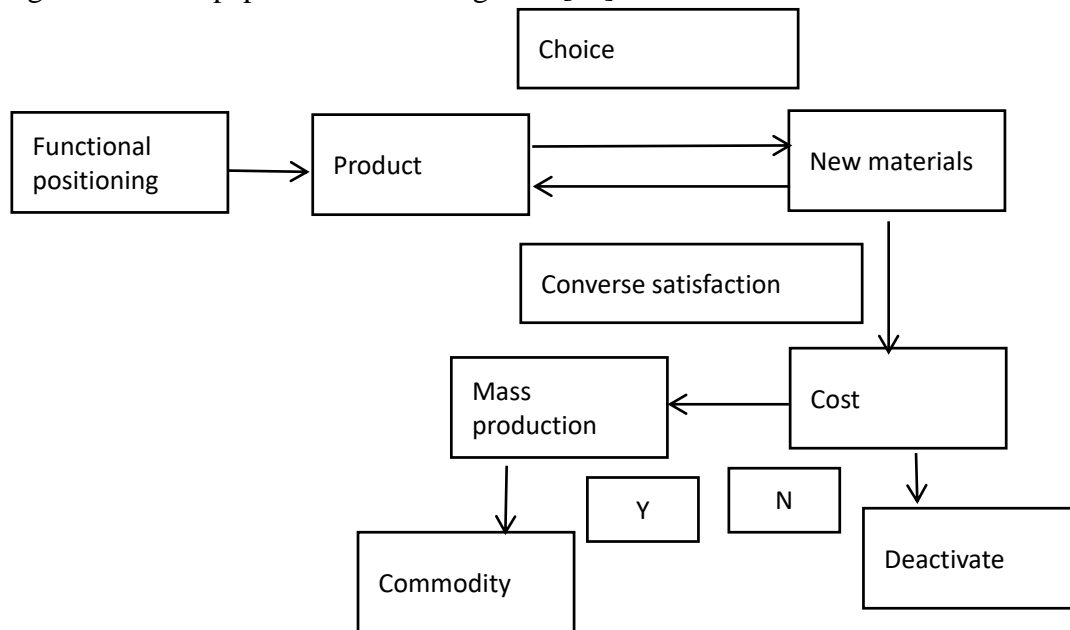 Choice
Functional
positioning
Product
New materials
Converse satisfaction
Mass
production
Cost
Y
N
Commodity
Deactivate